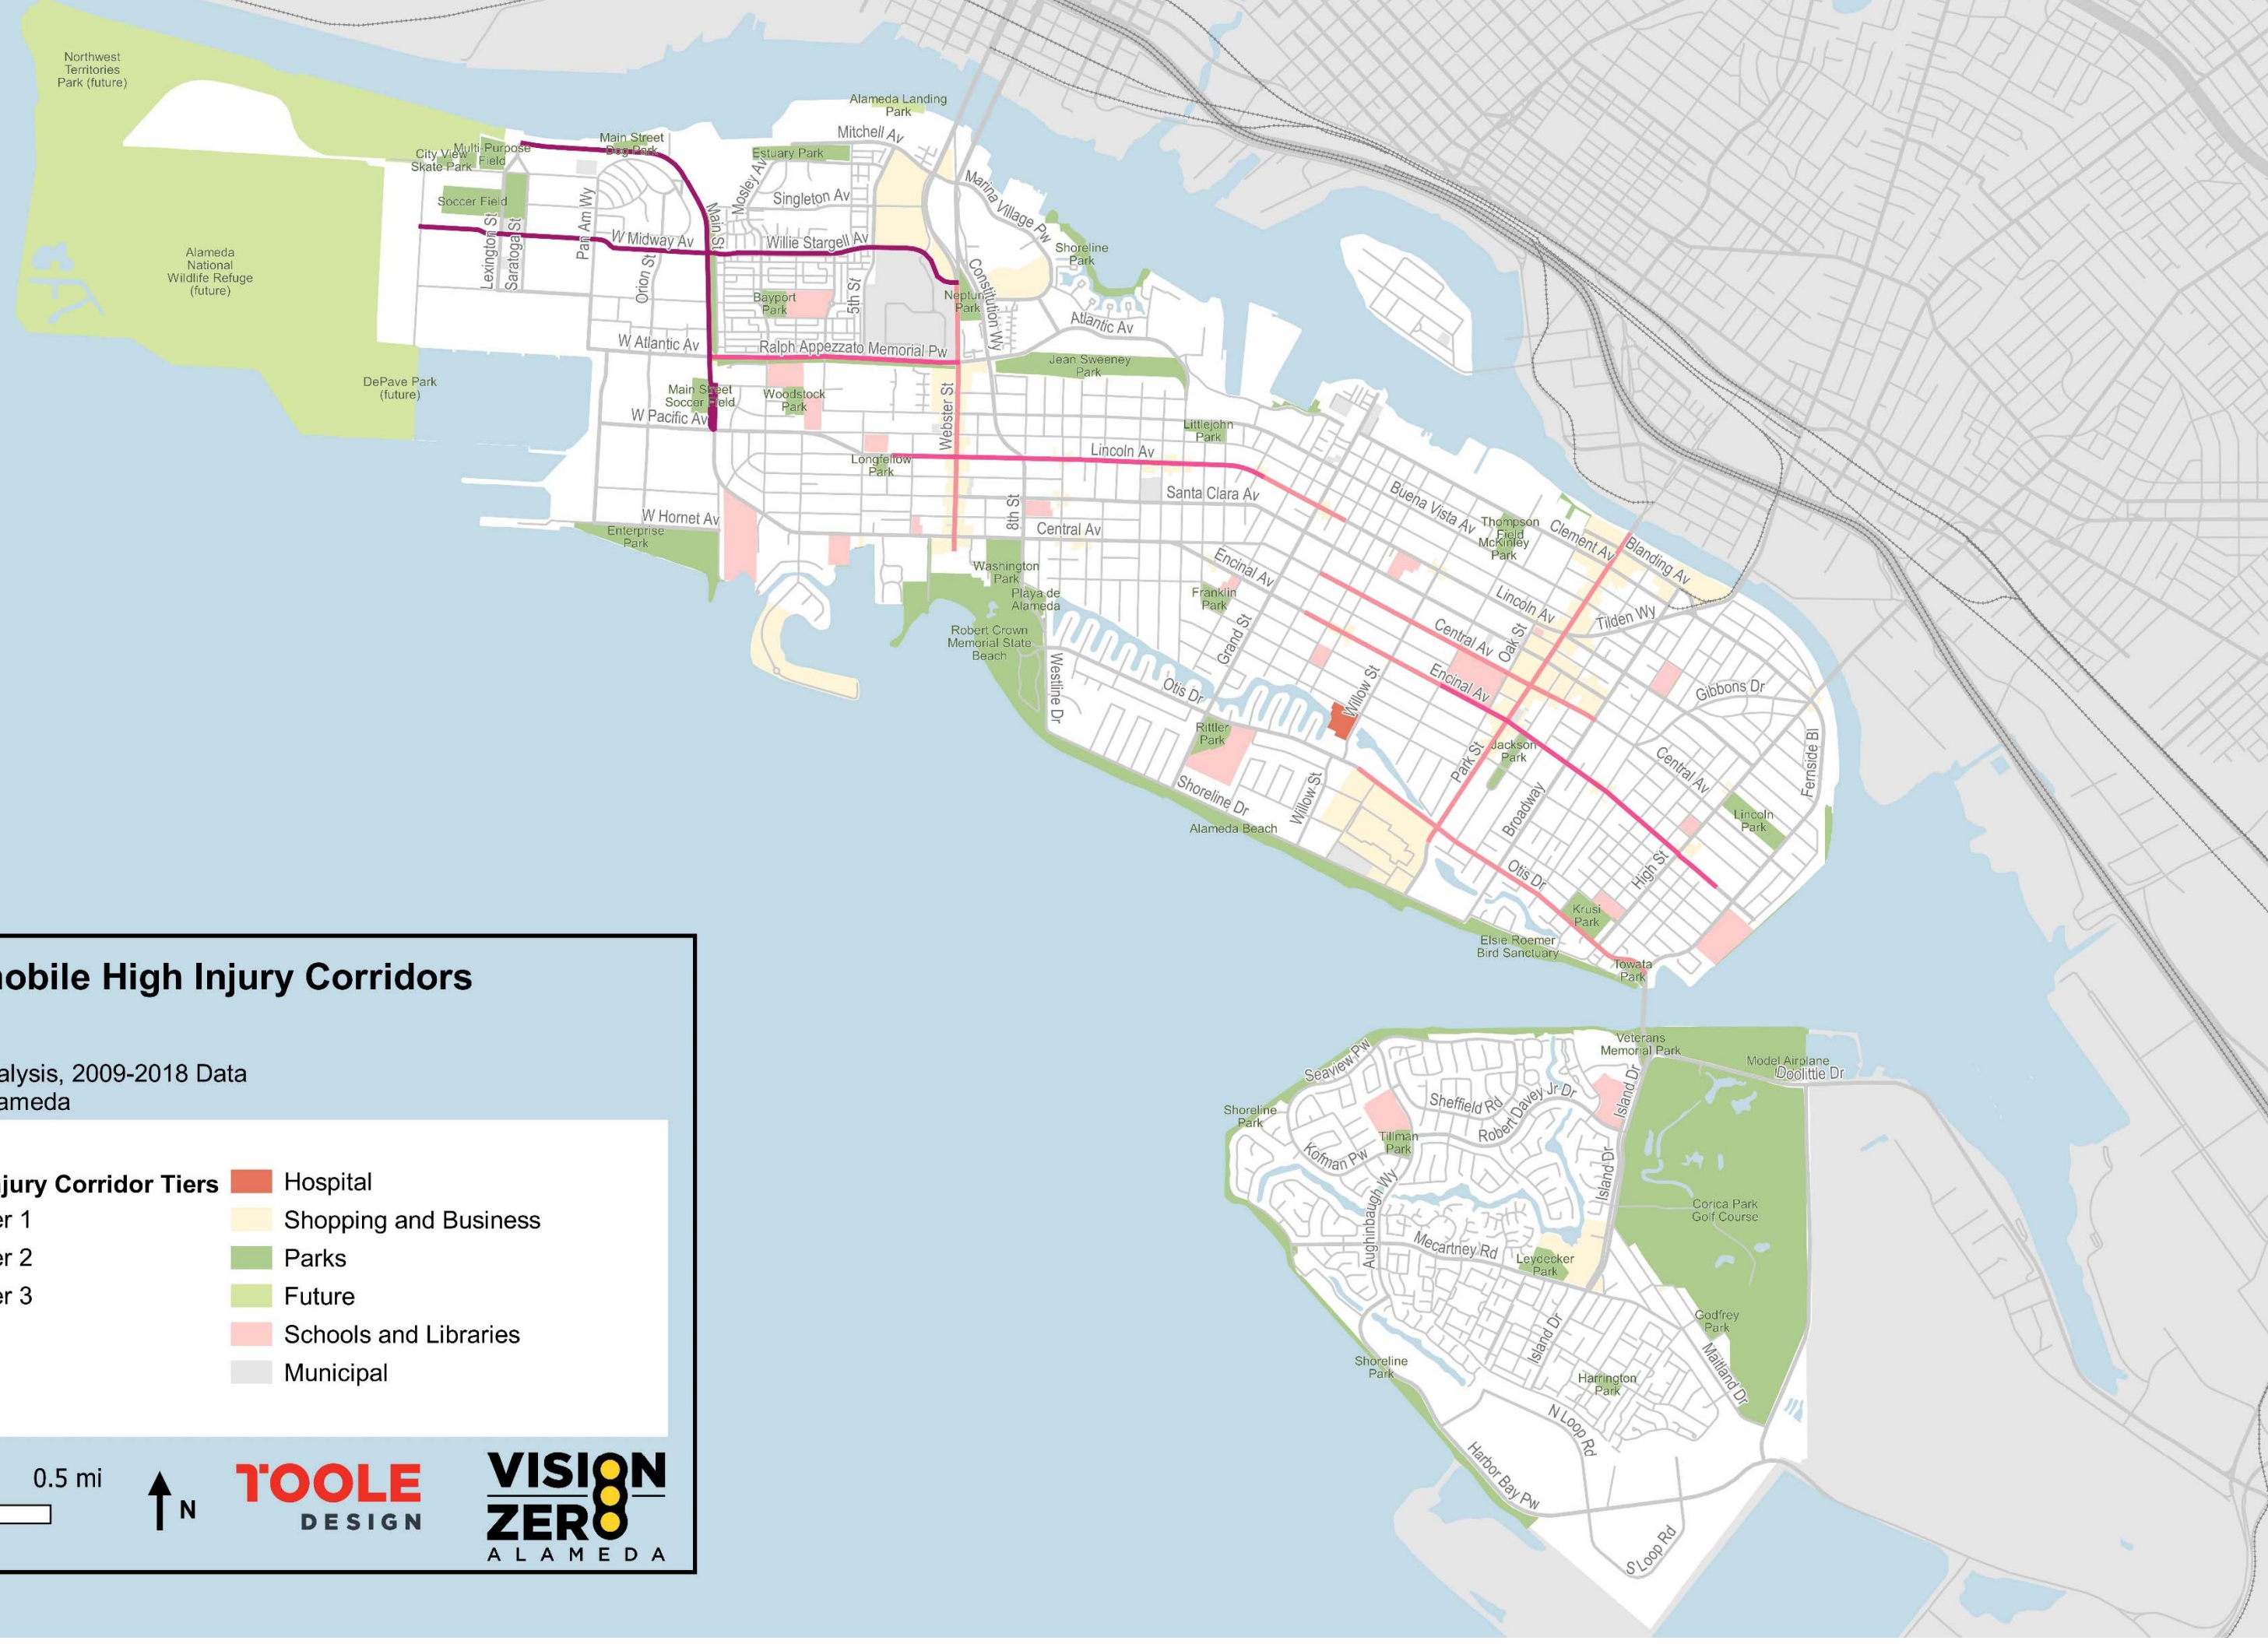 Northwest
Territories
Park (future)
Alameda Landing
Park
Mitchell Av
Main Street
Dog Park
Multi-Purpose
Field
City View
Skate Park
Estuary Park
Mosley Av
Singleton Av
Marina Village Pw
Soccer Field
Pan Am Wy
Main St
Lexington St
Saratoga St
W Midway Av
Willie Stargell Av
Shoreline
Park
Alameda
National
Wildlife Refuge
(future)
Orion St
5th St
Constitution Wy
Bayport
Park
Neptun
Park
Atlantic Av
W Atlantic Av
Ralph Appezzato Memorial Pw
Jean Sweeney
Park
DePave Park
(future)
Main Street
Soccer Field
Woodstock
Park
Webster St
W Pacific Av
Littlejohn
Park
Longfellow
Park
Lincoln Av
Santa Clara Av
Buena Vista Av
8th St
W Hornet Av
Enterprise
Park
Central Av
Thompson
Field
McKinley
Park
Clement Av
Blanding Av
Encinal Av
Washington
Park
Playa de
Alameda
Franklin
Park
Lincoln Av
Tilden Wy
Robert Crown
Memorial State
Beach
Grand St
Central Av
Oak St
Westline Dr
Otis Dr
Willow St
Encinal Av
Gibbons Dr
Rittler
Park
Park St
Jackson
Park
Central Av
Fernside Bl
Shoreline Dr
Willow St
Broadway
Lincoln
Park
Alameda Beach
Otis Dr
High St
Krusi
Park
Elsie Roemer
Bird Sanctuary
Towata
Park
Veterans
Memorial Park
Model Airplane
Doolittle Dr
Seaview Pw
Island Dr
Sheffield Rd
Robert Davey Jr Dr
Shoreline
Park
Tillman
Park
Kofman Pw
Island Dr
Aughinbaugh Wy
Corica Park
Golf Course
Mecartney Rd
Leydecker
Park
Godfrey
Park
Island Dr
Maitland Dr
Shoreline
Park
Harrington
Park
N Loop Rd
Harbor Bay Pw
S Loop Rd
obile High Injury Corridors
alysis, 2009-2018 Data
ameda
jury Corridor Tiers
er 1
er 2
er 3
Hospital
Shopping and Business
Parks
Future
Schools and Libraries
Municipal
0.5 mi
N
TOOLE
DESIGN
VISION
ZERO
ALAMEDA